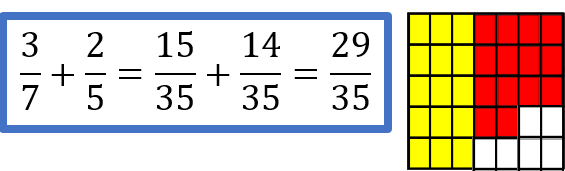 3/7 + 2/5 = 15/35 + 14/35 = 29/35